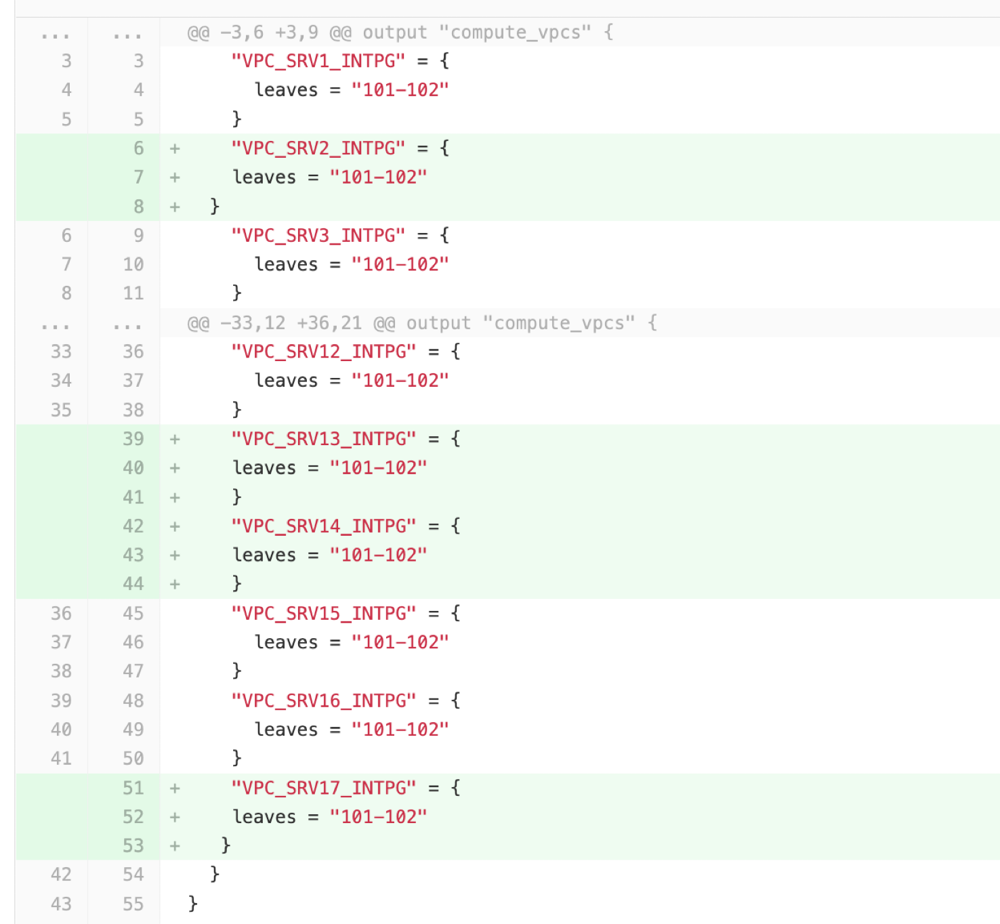 ... ... @@ -3,6 +3,9 @@ output "compute_vpcs" {
3 3 "VPC_SRV1_INTPG" = {
4 4 leaves = "101-102"
5 5 }
6 + "VPC_SRV2_INTPG" = {
7 + leaves = "101-102"
8 + }
6 9 "VPC_SRV3_INTPG" = {
7 10 leaves = "101-102"
8 11 }
... ... @@ -33,12 +36,21 @@ output "compute_vpcs" {
33 36 "VPC_SRV12_INTPG" = {
34 37 leaves = "101-102"
35 38 }
39 + "VPC_SRV13_INTPG" = {
40 + leaves = "101-102"
41 + }
42 + "VPC_SRV14_INTPG" = {
43 + leaves = "101-102"
44 + }
36 45 "VPC_SRV15_INTPG" = {
37 46 leaves = "101-102"
38 47 }
39 48 "VPC_SRV16_INTPG" = {
40 49 leaves = "101-102"
41 50 }
51 + "VPC_SRV17_INTPG" = {
52 + leaves = "101-102"
53 + }
42 54 }
43 55 }